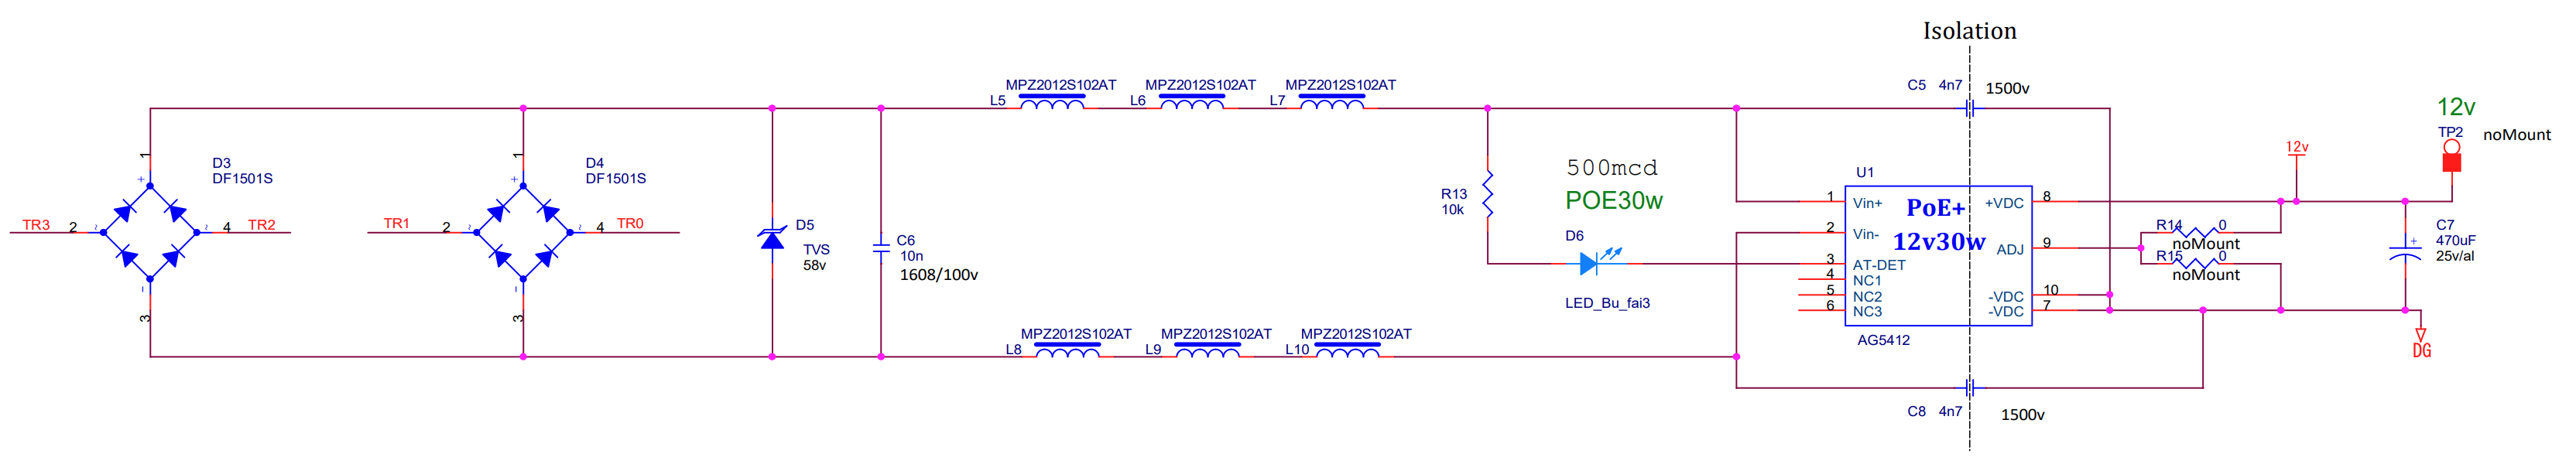 Isolation
MPZ2012S102AT
MPZ2012S102AT
MPZ2012S102AT
L5
L6
L7
C5 4n7
1500v
12v
TP2
noMount
D3
DF1501S
1
+
TR3
2
~
~
4
TR2
-
3
D4
DF1501S
1
+
TR1
2
~
~
4
TR0
-
3
D5
TVS
58v
C6
10n
1608/100v
R13
10k
500mcd
POE30w
D6
LED_Bu_fai3
U1
PoE+
12v30w
1 Vin+
2 Vin-
3 AT-DET
4 NC1
5 NC2
6 NC3
+VDC 8
ADJ 9
-VDC 10
-VDC 7
AG5412
12v
R14 0
noMount
R15 0
noMount
+
C7
470uF
25v/al
DG
MPZ2012S102AT
MPZ2012S102AT
MPZ2012S102AT
L8
L9
L10
C8 4n7
1500v